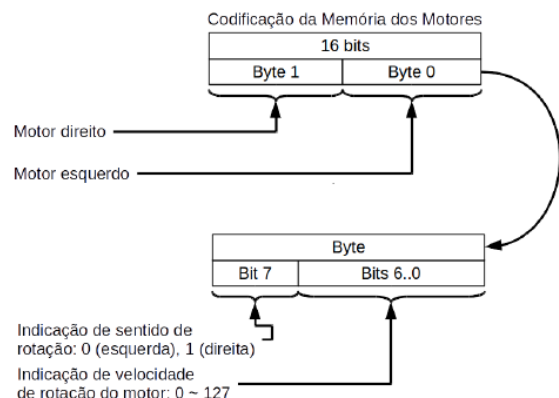 Codificação da Memória dos Motores
16 bits
Byte 1 Byte 0
Motor direito
Motor esquerdo
Byte
Bit 7 Bits 6..0
Indicação de sentido de
rotação: 0 (esquerda), 1 (direita)
Indicação de velocidade
de rotação do motor: 0 ~ 127